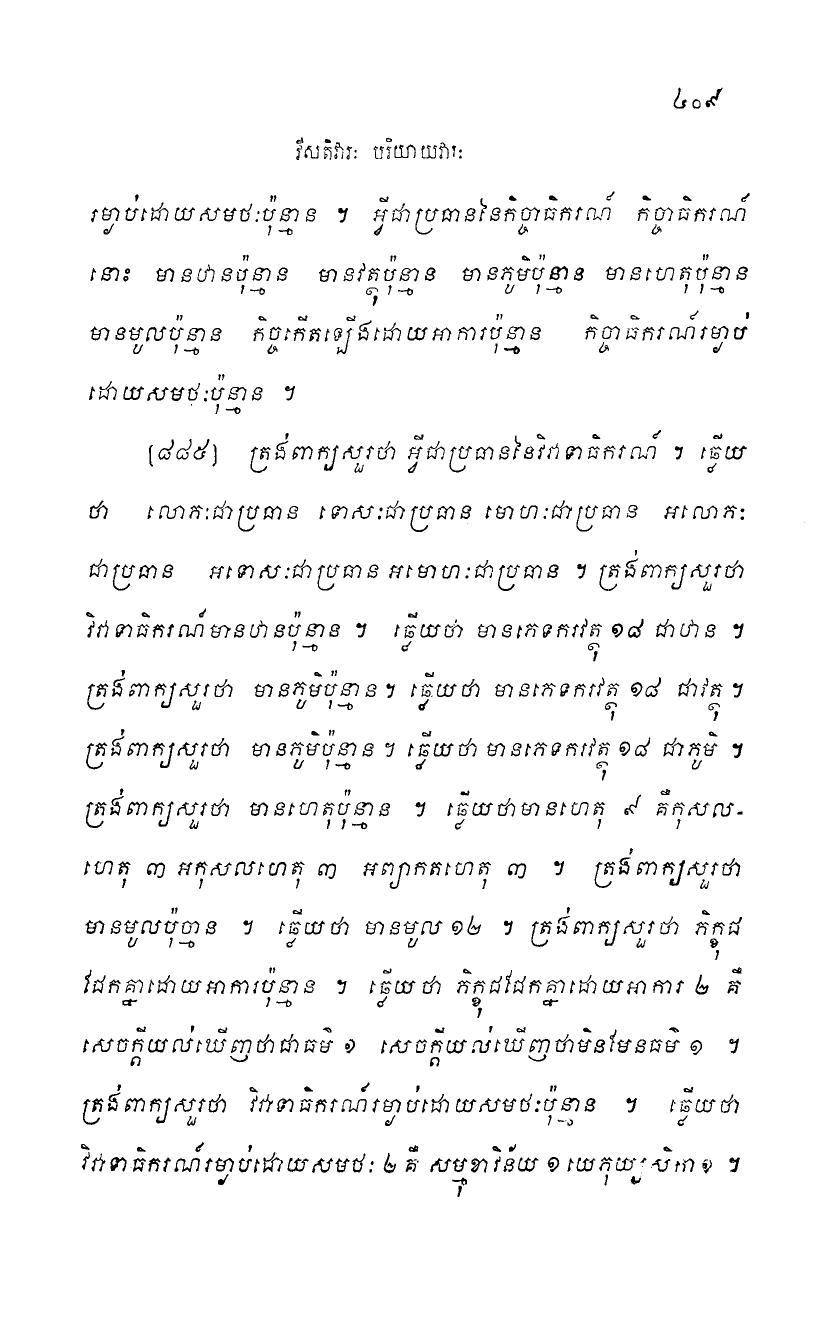 ៤០៩
វីសតិវារៈ បរិយាយវារៈ
រម្ងាប់ដោយសមថៈប៉ុន្មាន ។ អ្វីជាប្រធាននៃកិច្ចាធិករណ៍ កិច្ចាធិករណ៍
នោះ មានឋានប៉ុន្មាន មានវត្ថុប៉ុន្មាន មានភូមិប៉ុន្មាន មានហេតុប៉ុន្មាន
មានមូលប៉ុន្មាន កិច្ចកើតឡើងដោយអាការប៉ុន្មាន កិច្ចាធិករណ៍រម្ងាប់
ដោយសមថៈប៉ុន្មាន ។
[៨៨៥] ត្រង់ពាក្យសួរថា អ្វីជាប្រធាននៃវិវាទាធិករណ៍ ។ ឆ្លើយ
ថា លោភៈជាប្រធាន ទោសៈជាប្រធាន មោហៈជាប្រធាន អលោភៈ
ជាប្រធាន អទោសៈជាប្រធាន អមោហៈជាប្រធាន ។ ត្រង់ពាក្យសួរថា
វិវាទាធិករណ៍មានឋានប៉ុន្មាន ។ ឆ្លើយថា មានភេទករវត្ថុ ១៨ ជាឋាន ។
ត្រង់ពាក្យសួរថា មានភូមិប៉ុន្មាន ។ ឆ្លើយថា មានភេទករវត្ថុ ១៨ ជាវត្ថុ ។
ត្រង់ពាក្យសួរថា មានភូមិប៉ុន្មាន ។ ឆ្លើយថា មានភេទករវត្ថុ ១៨ ជាភូមិ ។
ត្រង់ពាក្យសួរថា មានហេតុប៉ុន្មាន ។ ឆ្លើយថាមានហេតុ ៩ គឺកុសល-
ហេតុ ៣ អកុសលហេតុ ៣ អព្យាកតហេតុ ៣ ។ ត្រង់ពាក្យសួរថា
មានមូលប៉ុន្មាន ។ ឆ្លើយថា មានមូល ១២ ។ ត្រង់ពាក្យសួរថា ភិក្ខុជ
ជែកគ្នាដោយអាការប៉ុន្មាន ។ ឆ្លើយថា ភិក្ខុជជែកគ្នាដោយអាការ ២ គឺ
សេចក្តីយល់ឃើញថាជាធម៌ ១ សេចក្តីយល់ឃើញថាមិនមែនធម៌ ១ ។
ត្រង់ពាក្យសួរថា វិវាទាធិករណ៍រម្ងាប់ដោយសមថៈប៉ុន្មាន ។ ឆ្លើយថា
វិវាទាធិករណ៍រម្ងាប់ដោយសមថៈ ២ គឺ សម្មុខាវិន័យ ១ យេភុយ្យសិកា ១ ។